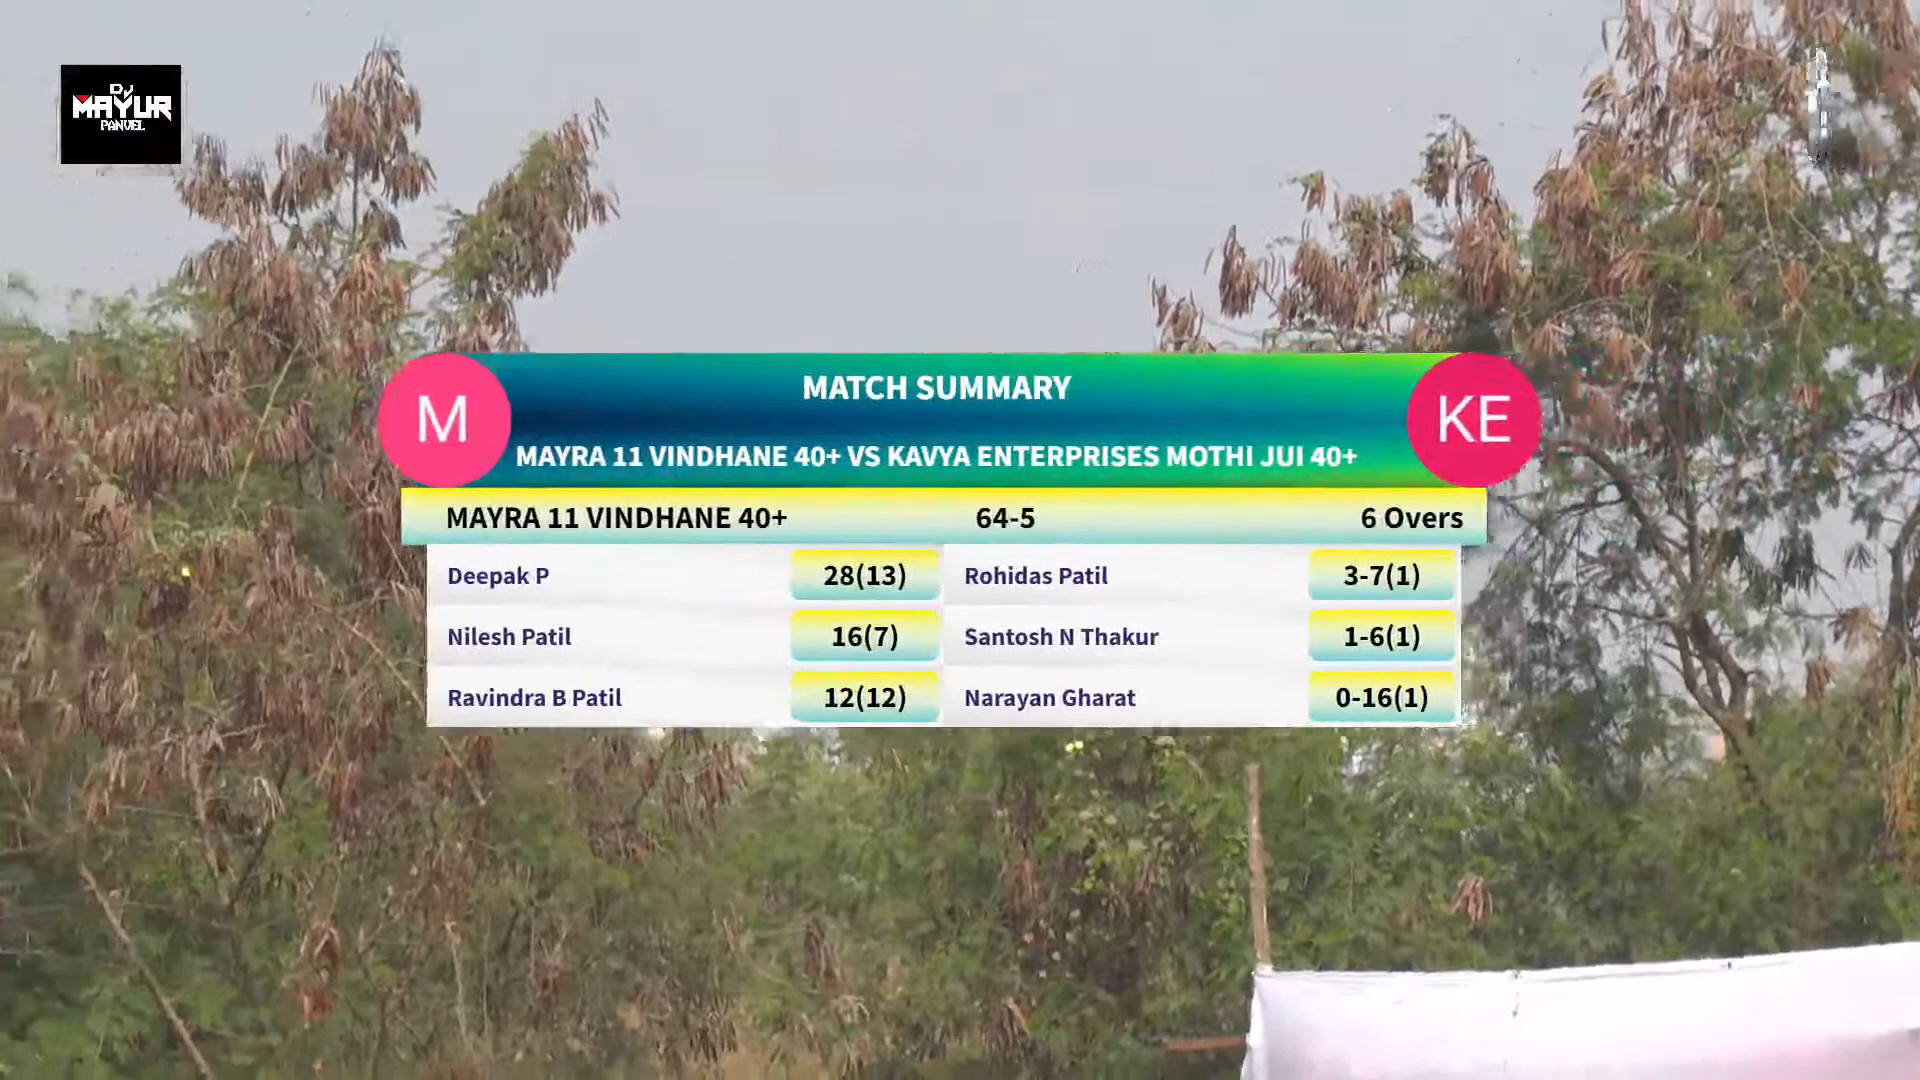 DJ
MAYUR
PANVEL
MATCH SUMMARY
M
KE
MAYRA 11 VINDHANE 40+ VS KAVYA ENTERPRISES MOTHI JUI 40+
MAYRA 11 VINDHANE 40+ 64-5 6 Overs
Deepak P 28(13) Rohidas Patil 3-7(1)
Nilesh Patil 16(7) Santosh N Thakur 1-6(1)
Ravindra B Patil 12(12) Narayan Gharat 0-16(1)